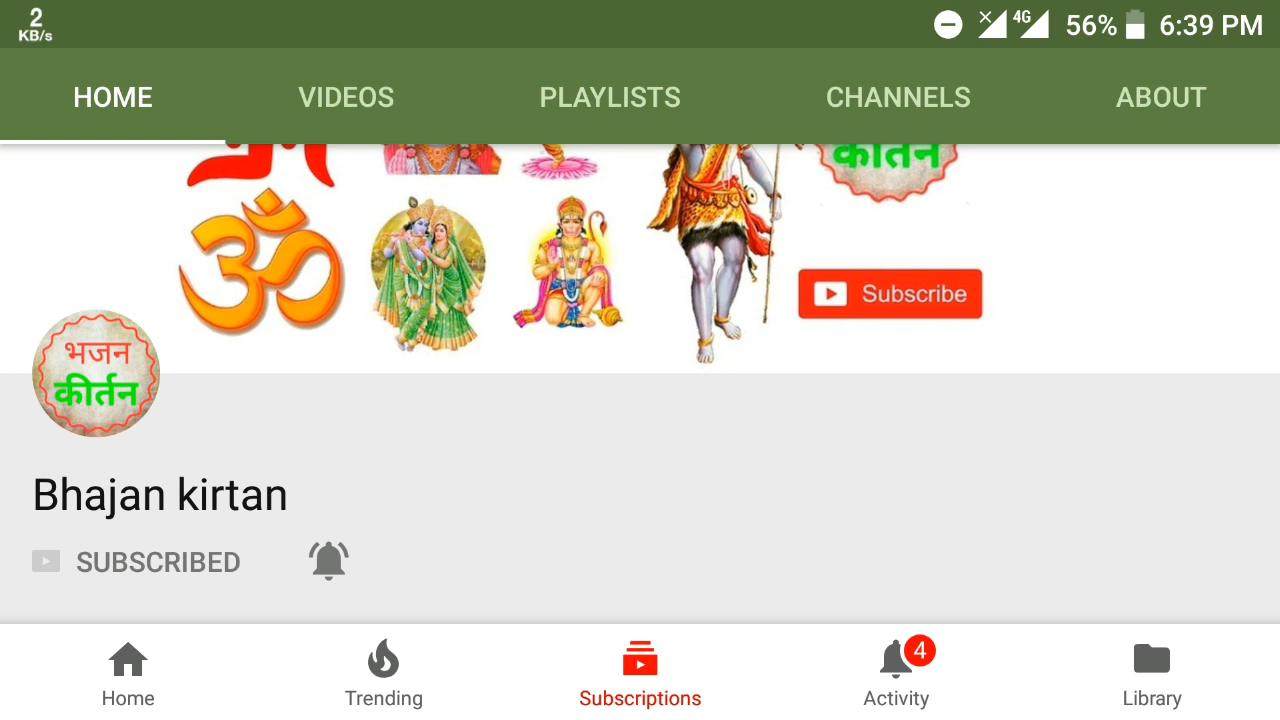 2
KB/s
4G
56%
6:39 PM
HOME
VIDEOS
PLAYLISTS
CHANNELS
ABOUT
कीर्तन
ॐ
Subscribe
भजन
कीर्तन
Bhajan kirtan
SUBSCRIBED
Home
Trending
Subscriptions
4
Activity
Library